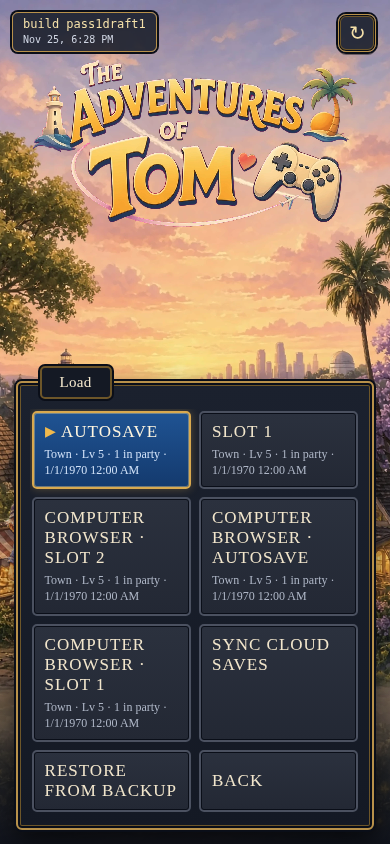 build pass1draft1
Nov 25, 6:28 PM
↻
THE
ADVENTURES
OF
TOM
Load
▶ AUTOSAVE
Town · Lv 5 · 1 in party ·
1/1/1970 12:00 AM
SLOT 1
Town · Lv 5 · 1 in party ·
1/1/1970 12:00 AM
COMPUTER
BROWSER ·
SLOT 2
Town · Lv 5 · 1 in party ·
1/1/1970 12:00 AM
COMPUTER
BROWSER ·
AUTOSAVE
Town · Lv 5 · 1 in party ·
1/1/1970 12:00 AM
COMPUTER
BROWSER ·
SLOT 1
Town · Lv 5 · 1 in party ·
1/1/1970 12:00 AM
SYNC CLOUD
SAVES
RESTORE
FROM BACKUP
BACK